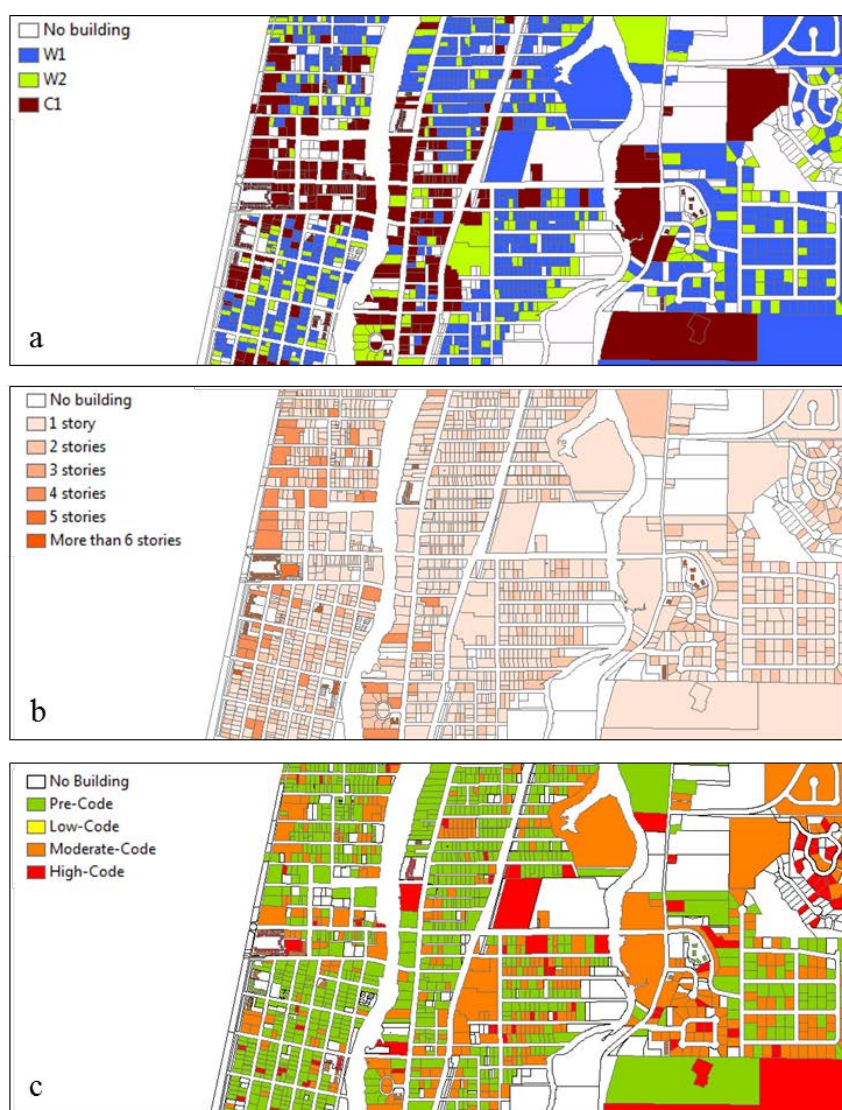 No building
W1
W2
C1
a
No building
1 story
2 stories
3 stories
4 stories
5 stories
More than 6 stories
b
No Building
Pre-Code
Low-Code
Moderate-Code
High-Code
c